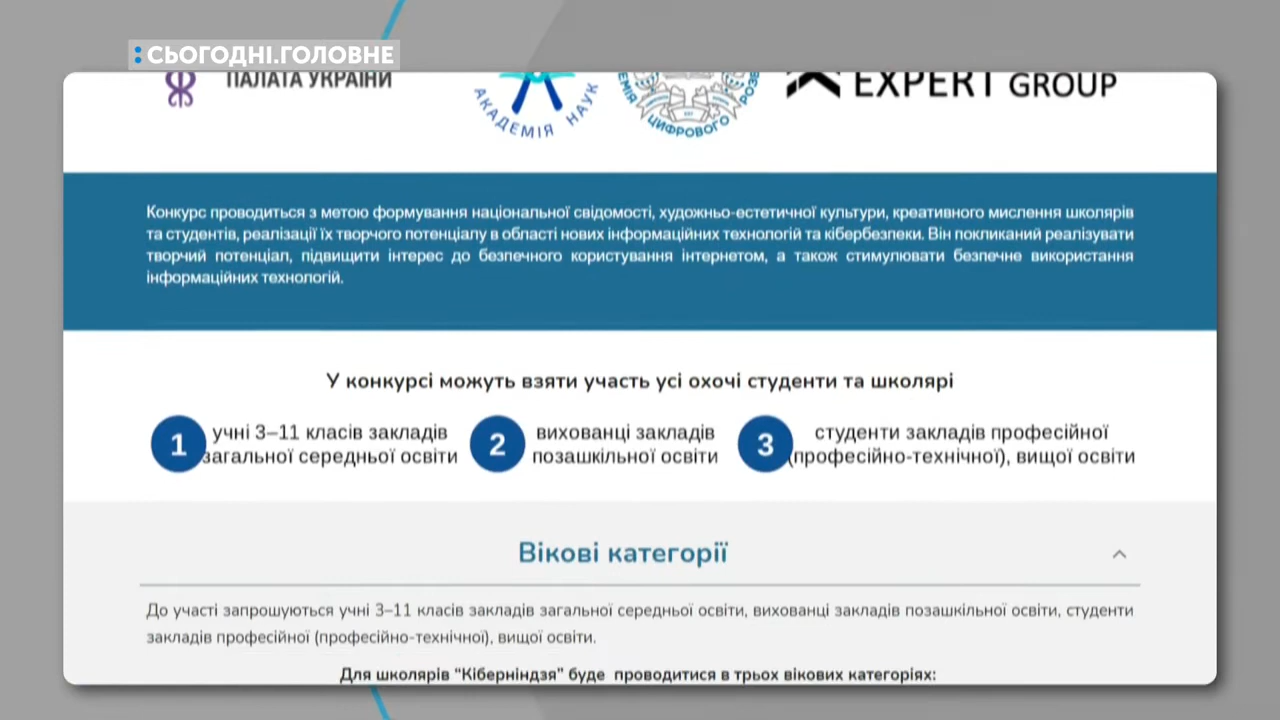 СЬОГОДНІ.ГОЛОВНЕ
ПАЛАТА УКРАЇНИ
АКАДЕМІЯ НАУК
ЦИФРОВОГО
EXPERT GROUP
Конкурс проводиться з метою формування національної свідомості, художньо-естетичної культури, креативного мислення школярів
та студентів, реалізації їх творчого потенціалу в області нових інформаційних технологій та кібербезпеки. Він покликаний реалізувати
творчий потенціал, підвищити інтерес до безпечного користування інтернетом, а також стимулювати безпечне використання
інформаційних технологій.
У конкурсі можуть взяти участь усі охочі студенти та школярі
1 учні 3–11 класів закладів
загальної середньої освіти
2 вихованці закладів
позашкільної освіти
3 студенти закладів професійної
(професійно-технічної), вищої освіти
Вікові категорії
До участі запрошуються учні 3–11 класів закладів загальної середньої освіти, вихованці закладів позашкільної освіти, студенти
закладів професійної (професійно-технічної), вищої освіти.
Для школярів "Кіберніндзя" буде проводитися в трьох вікових категоріях: